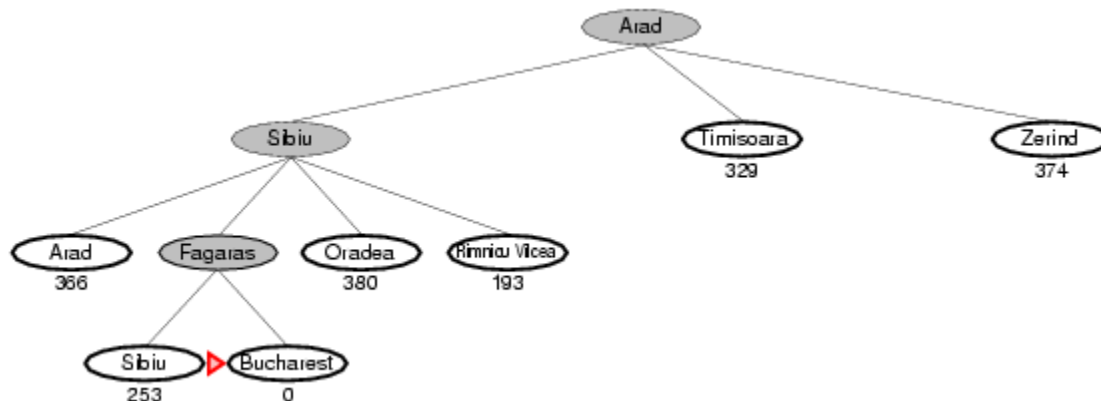 Arad
Sibiu
Timisoara
Zerind
329
374
Arad
Fagaras
Oradea
Rimnicu Vilcea
366
380
193
Sibiu
Bucharest
253
0